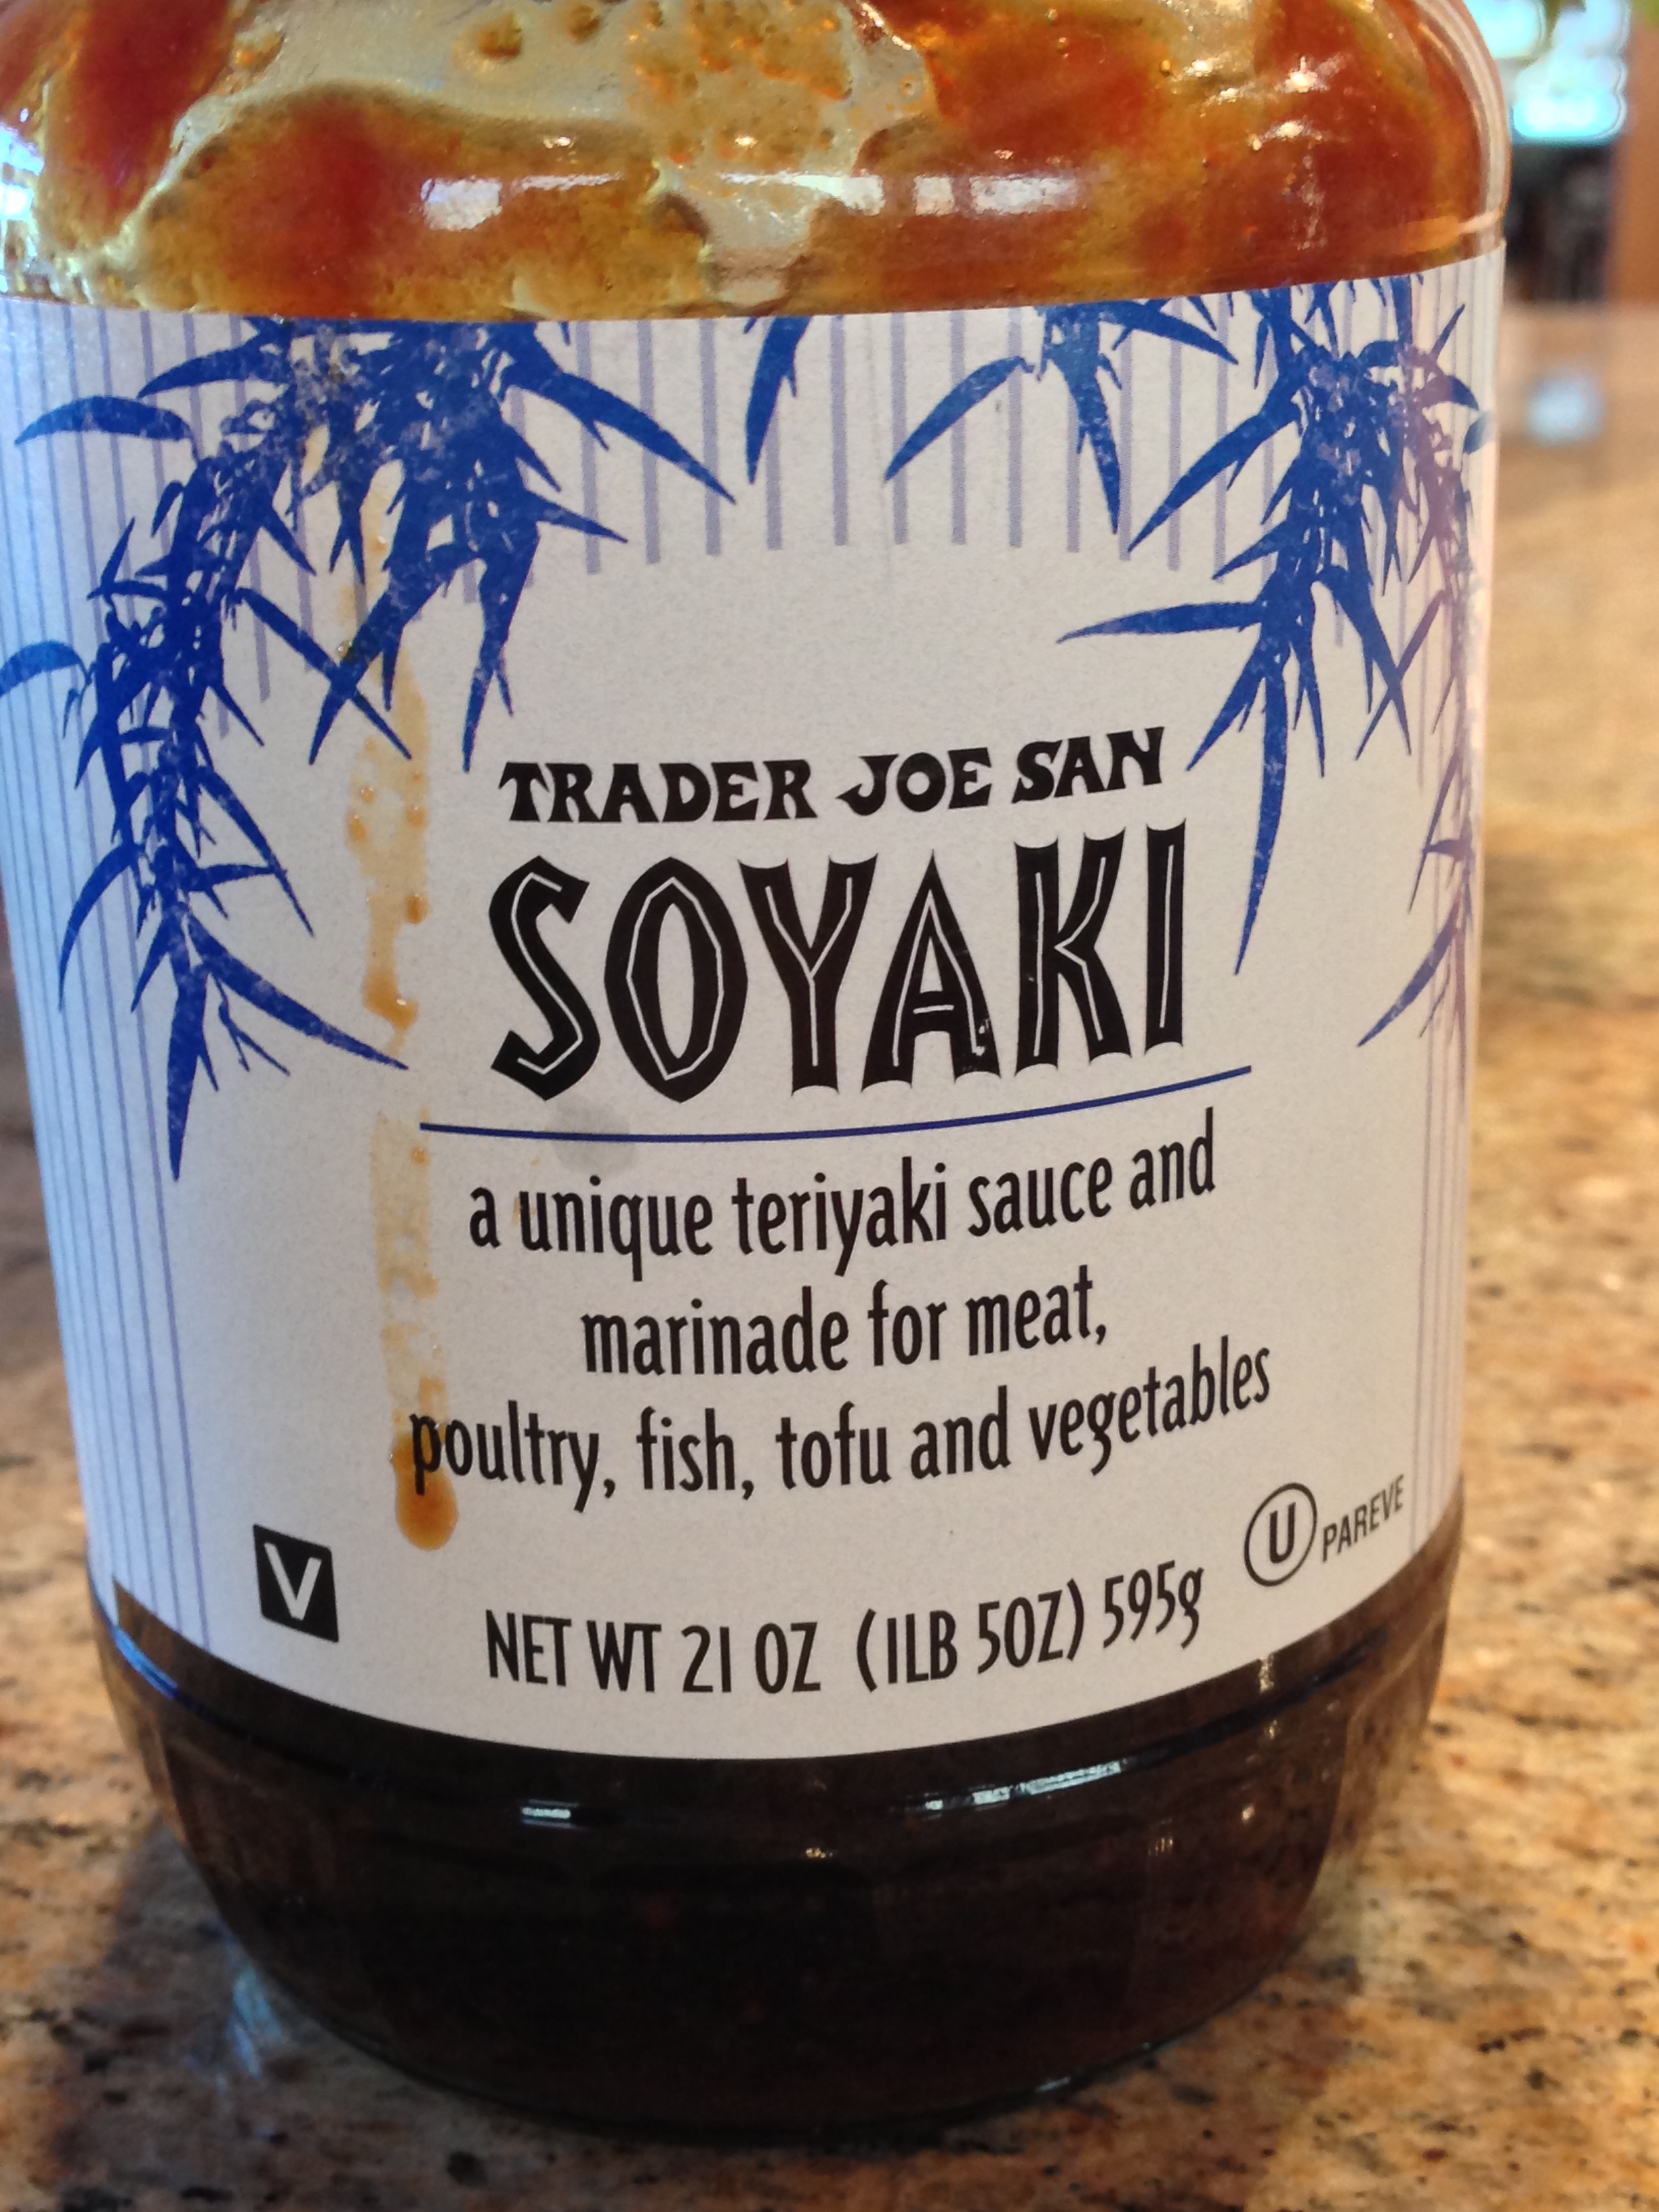 TRADER JOE SAN
SOYAKI
a unique teriyaki sauce and
marinade for meat,
poultry, fish, tofu and vegetables
V
U PAREVE
NET WT 21 OZ (1LB 5OZ) 595g